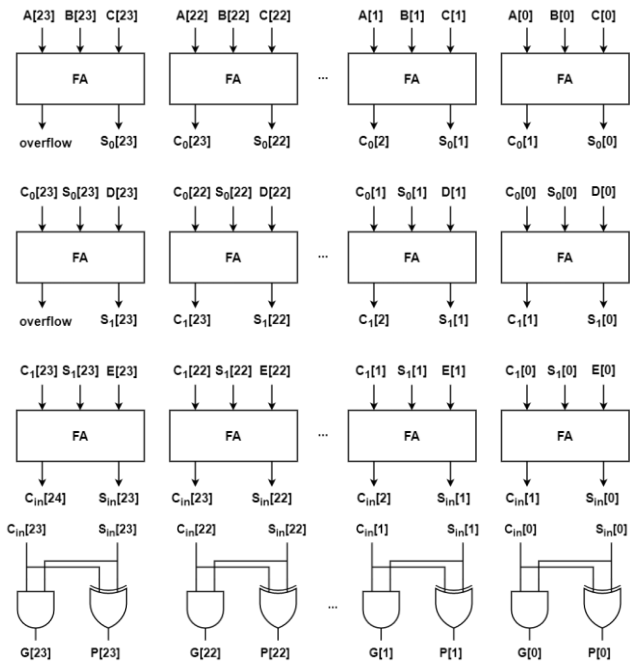 A[23] B[23] C[23] A[22] B[22] C[22] A[1] B[1] C[1] A[0] B[0] C[0]
FA FA ... FA FA
overflow S0[23] C0[23] S0[22] C0[2] S0[1] C0[1] S0[0]
C0[23] S0[23] D[23] C0[22] S0[22] D[22] C0[1] S0[1] D[1] C0[0] S0[0] D[0]
FA FA ... FA FA
overflow S1[23] C1[23] S1[22] C1[2] S1[1] C1[1] S1[0]
C1[23] S1[23] E[23] C1[22] S1[22] E[22] C1[1] S1[1] E[1] C1[0] S1[0] E[0]
FA FA ... FA FA
Cin[24] Sin[23] Cin[23] Sin[22] Cin[2] Sin[1] Cin[1] Sin[0]
Cin[23] Sin[23] Cin[22] Sin[22] Cin[1] Sin[1] Cin[0] Sin[0]
...
G[23] P[23] G[22] P[22] G[1] P[1] G[0] P[0]